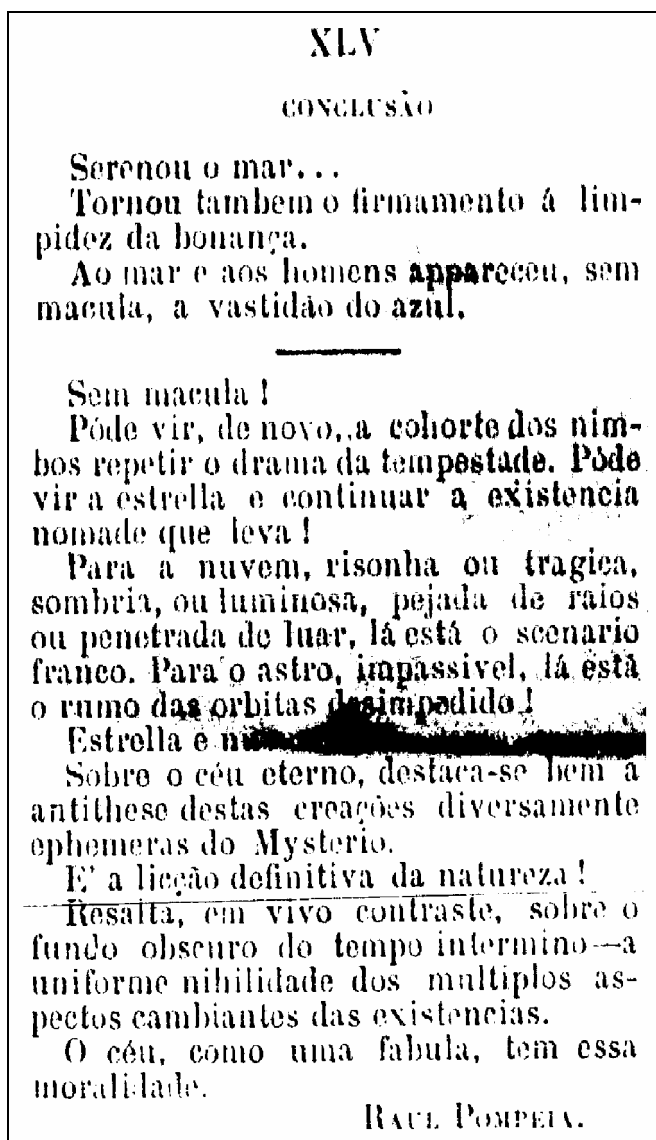 XLV
CONCLUSÃO
Serenou o mar...
Tornou tambem o firmamento á lim-
pidez da bonança.
Ao mar e aos homens appareceu, sem
macula, a vastidão do azul.
Sem macula !
Póde vir, de novo, a cohorte dos nim-
bos repetir o drama da tempestade. Póde
vir a estrella e continuar a existencia
nomade que leva !
Para a nuvem, risonha ou tragica,
sombria, ou luminosa, pejada de raios
ou penetrada de luar, lá está o scenario
franco. Para o astro, impassivel, lá está
o rumo das orbitas desimpedido !
Estrella e
Sobre o céu eterno, destaca-se bem a
antithese destas creações diversamente
ephemeras do Mysterio.
E' a licção definitiva da natureza !
Resalta, em vivo contraste, sobre o
fundo obscuro do tempo intermino—a
uniforme nihilidade dos multiplos as-
pectos cambiantes das existencias.
O céu, como uma fabula, tem essa
moralidade.
RAUL POMPEIA.